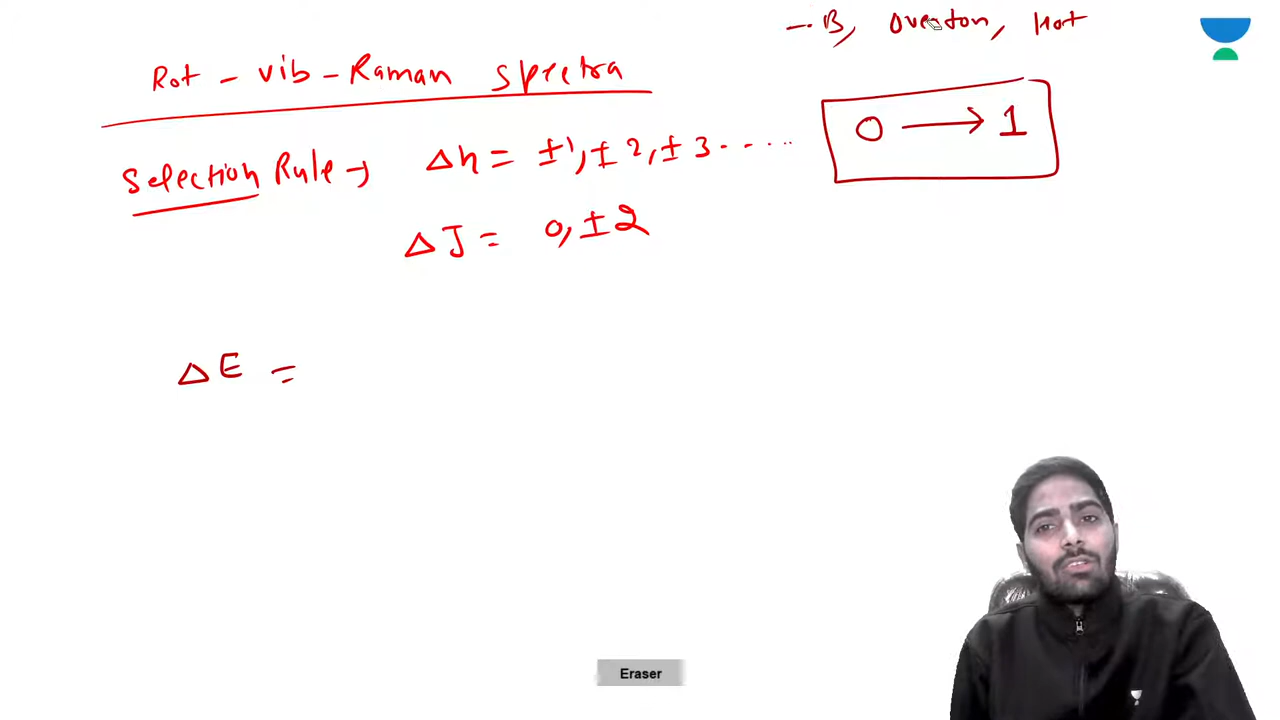 – B, Overton, Hot
Rot - vib - Raman Spectra
0 → 1
Selection Rule → Δn = ±1, ±2, ±3 .....
ΔJ = 0, ±2
ΔE =
Eraser